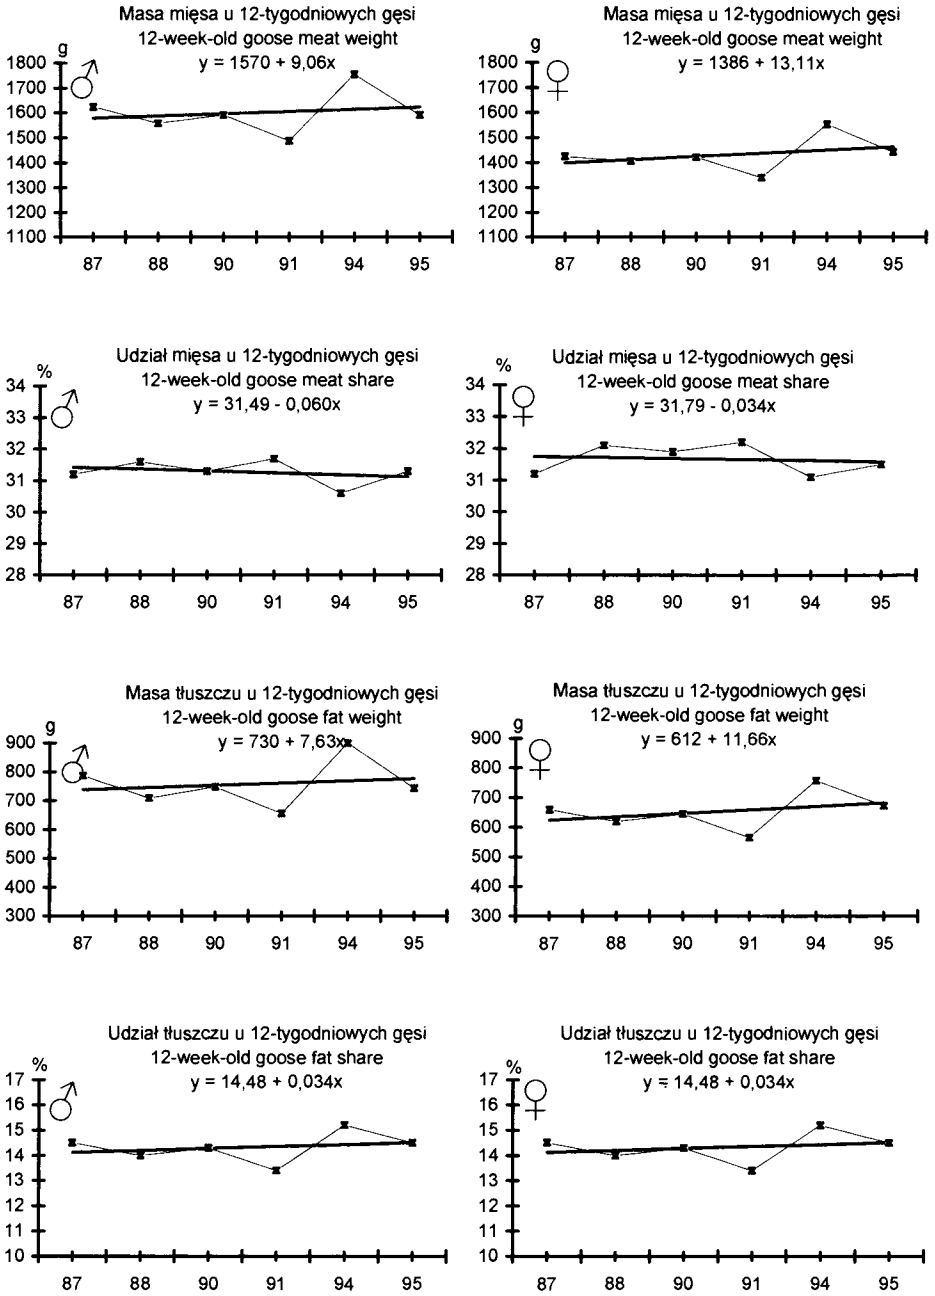 Masa mięsa u 12-tygodniowych gęsi
12-week-old goose meat weight
y = 1570 + 9,06x
g
1800
1700
1600
1500
1400
1300
1200
1100
87 88 90 91 94 95
Masa mięsa u 12-tygodniowych gęsi
12-week-old goose meat weight
y = 1386 + 13,11x
g
1800
1700
1600
1500
1400
1300
1200
1100
87 88 90 91 94 95
Udział mięsa u 12-tygodniowych gęsi
12-week-old goose meat share
y = 31,49 - 0,060x
%
34
33
32
31
30
29
28
87 88 90 91 94 95
Udział mięsa u 12-tygodniowych gęsi
12-week-old goose meat share
y = 31,79 - 0,034x
%
34
33
32
31
30
29
28
87 88 90 91 94 95
Masa tłuszczu u 12-tygodniowych gęsi
12-week-old goose fat weight
y = 730 + 7,63x
g
900
800
700
600
500
400
300
87 88 90 91 94 95
Masa tłuszczu u 12-tygodniowych gęsi
12-week-old goose fat weight
y = 612 + 11,66x
g
900
800
700
600
500
400
300
87 88 90 91 94 95
Udział tłuszczu u 12-tygodniowych gęsi
12-week-old goose fat share
y = 14,48 + 0,034x
%
17
16
15
14
13
12
11
10
87 88 90 91 94 95
Udział tłuszczu u 12-tygodniowych gęsi
12-week-old goose fat share
y = 14,48 + 0,034x
%
17
16
15
14
13
12
11
10
87 88 90 91 94 95